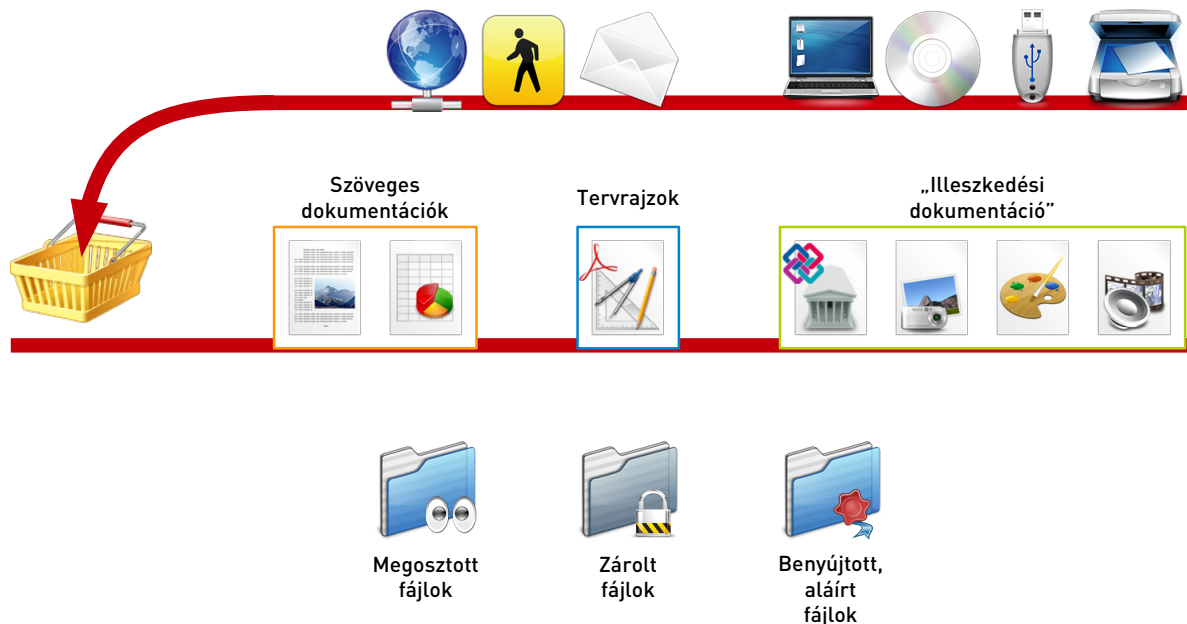 Szöveges
dokumentációk
Tervrajzok
„Illeszkedési
dokumentáció”
Megosztott
fájlok
Zárolt
fájlok
Benyújtott,
aláírt
fájlok